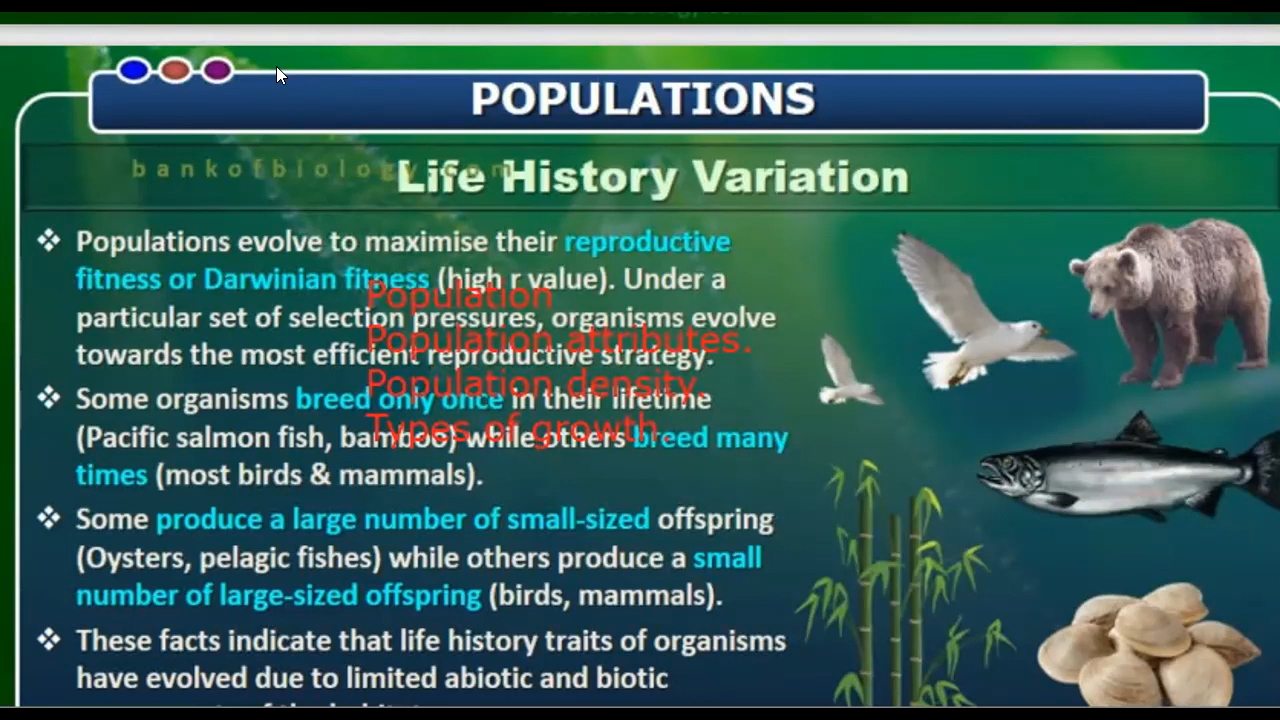 POPULATIONS
bankofbiology.com
Life History Variation
❖ Populations evolve to maximise their reproductive
fitness or Darwinian fitness (high r value). Under a
particular set of selection pressures, organisms evolve
towards the most efficient reproductive strategy.
❖ Some organisms breed only once in their lifetime
(Pacific salmon fish, bamboo) while others breed many
times (most birds & mammals).
❖ Some produce a large number of small-sized offspring
(Oysters, pelagic fishes) while others produce a small
number of large-sized offspring (birds, mammals).
❖ These facts indicate that life history traits of organisms
have evolved due to limited abiotic and biotic
Population
Population attributes.
Population density.
Types of growth.